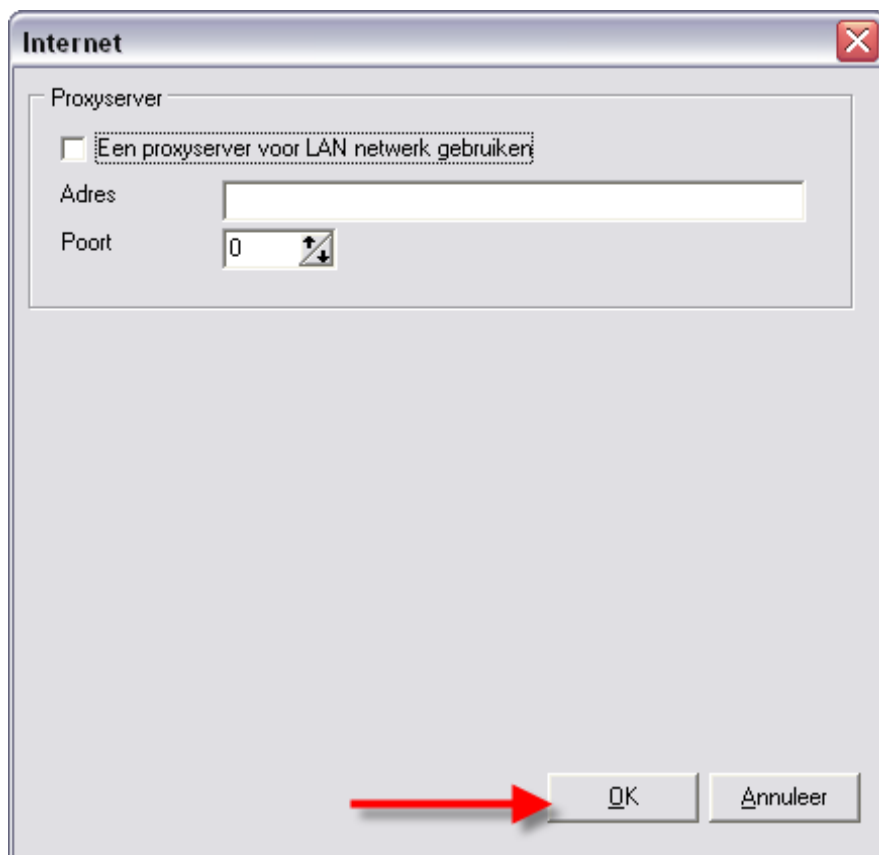 Internet
Proxyserver
Een proxyserver voor LAN netwerk gebruiken
Adres
Poort 0
OK Annuleer